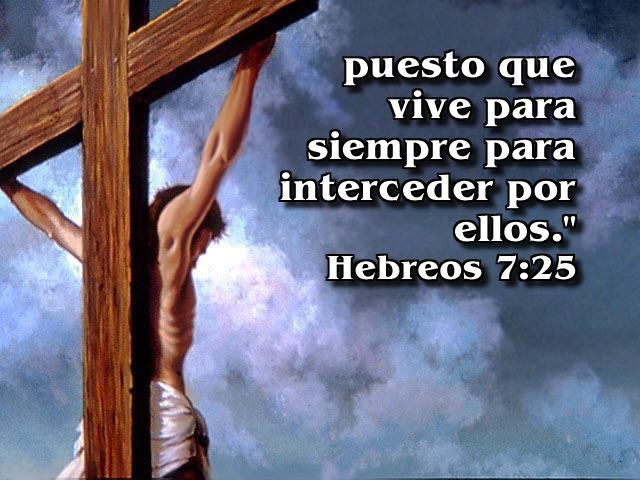 puesto que
vive para
siempre para
interceder por
ellos."
Hebreos 7:25